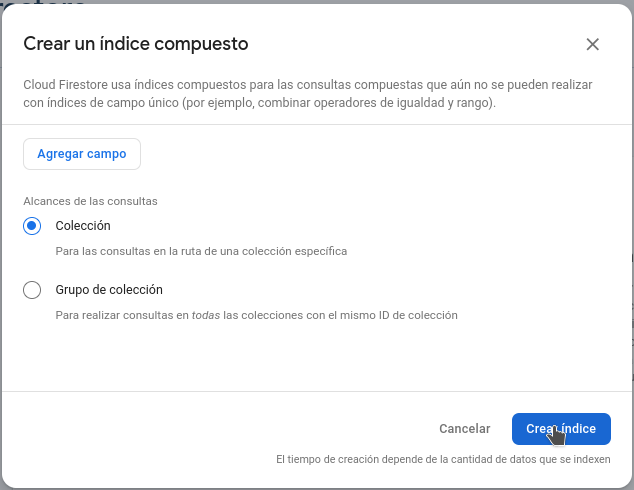 Crear un índice compuesto
Cloud Firestore usa índices compuestos para las consultas compuestas que aún no se pueden realizar
con índices de campo único (por ejemplo, combinar operadores de igualdad y rango).
Agregar campo
Alcances de las consultas
Colección
Para las consultas en la ruta de una colección específica
Grupo de colección
Para realizar consultas en todas las colecciones con el mismo ID de colección
Cancelar
Crear índice
El tiempo de creación depende de la cantidad de datos que se indexen